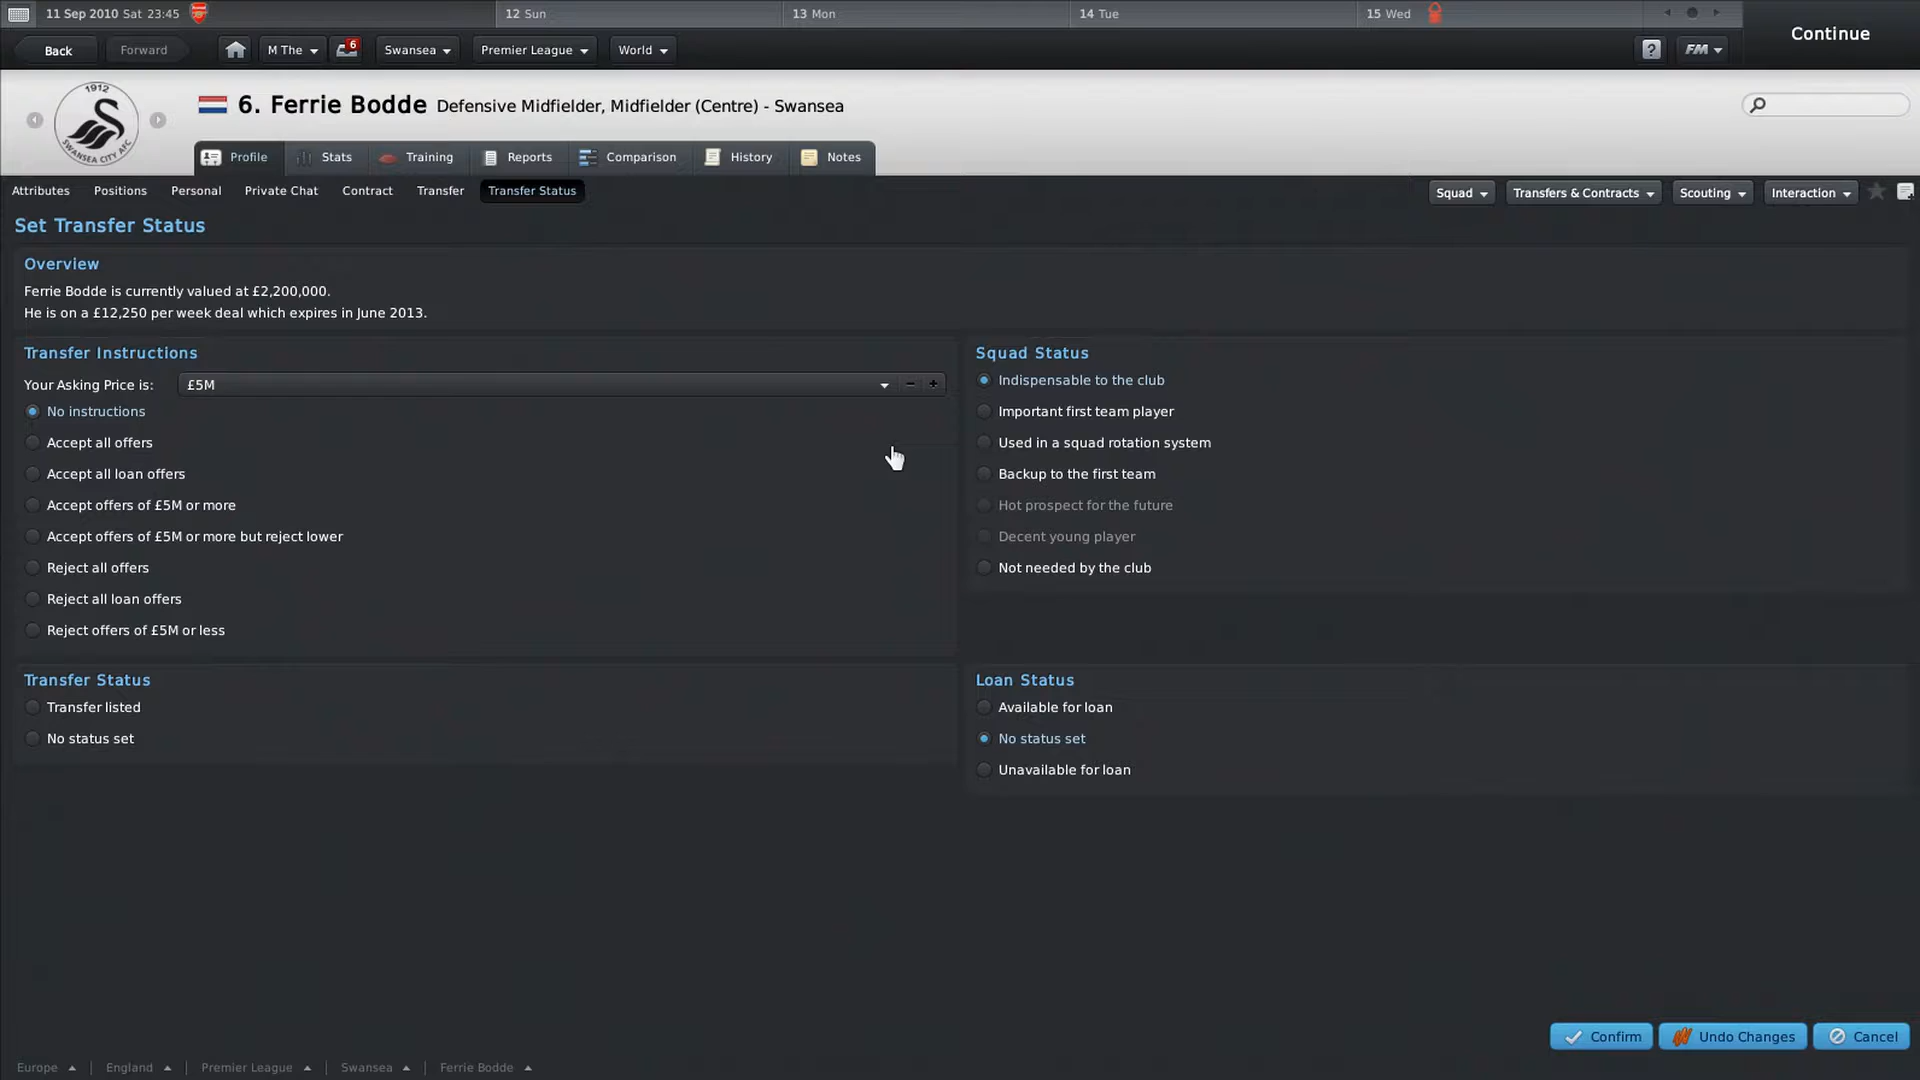 11 Sep 2010 Sat 23:45
12 Sun
13 Mon
14 Tue
15 Wed
Continue
Back
Forward
M The
6
Swansea
Premier League
World
?
FM
1912
SWANSEA CITY AFC
6. Ferrie Bodde Defensive Midfielder, Midfielder (Centre) - Swansea
Profile
Stats
Training
Reports
Comparison
History
Notes
Attributes
Positions
Personal
Private Chat
Contract
Transfer
Transfer Status
Squad
Transfers & Contracts
Scouting
Interaction
Set Transfer Status
Overview
Ferrie Bodde is currently valued at £2,200,000.
He is on a £12,250 per week deal which expires in June 2013.
Transfer Instructions
Your Asking Price is: £5M
No instructions
Accept all offers
Accept all loan offers
Accept offers of £5M or more
Accept offers of £5M or more but reject lower
Reject all offers
Reject all loan offers
Reject offers of £5M or less
Squad Status
Indispensable to the club
Important first team player
Used in a squad rotation system
Backup to the first team
Hot prospect for the future
Decent young player
Not needed by the club
Transfer Status
Transfer listed
No status set
Loan Status
Available for loan
No status set
Unavailable for loan
Confirm
Undo Changes
Cancel
Europe
England
Premier League
Swansea
Ferrie Bodde